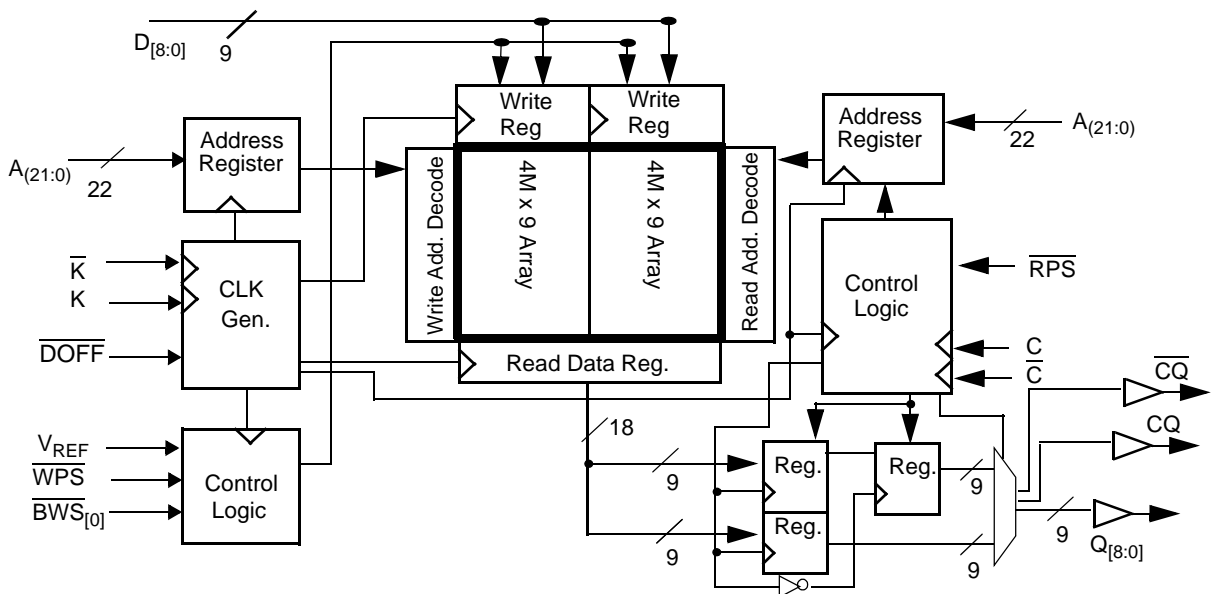 D[8:0]
9
Write
Reg
Write
Reg
Address
Register
A(21:0)
22
Address
Register
A(21:0)
22
Write Add. Decode
4M x 9 Array
4M x 9 Array
Read Add. Decode
K
K
DOFF
CLK
Gen.
Control
Logic
RPS
C
C
Read Data Reg.
CQ
CQ
18
VREF
WPS
BWS[0]
Control
Logic
Reg.
Reg.
Reg.
9
9
9
9
9
Q[8:0]